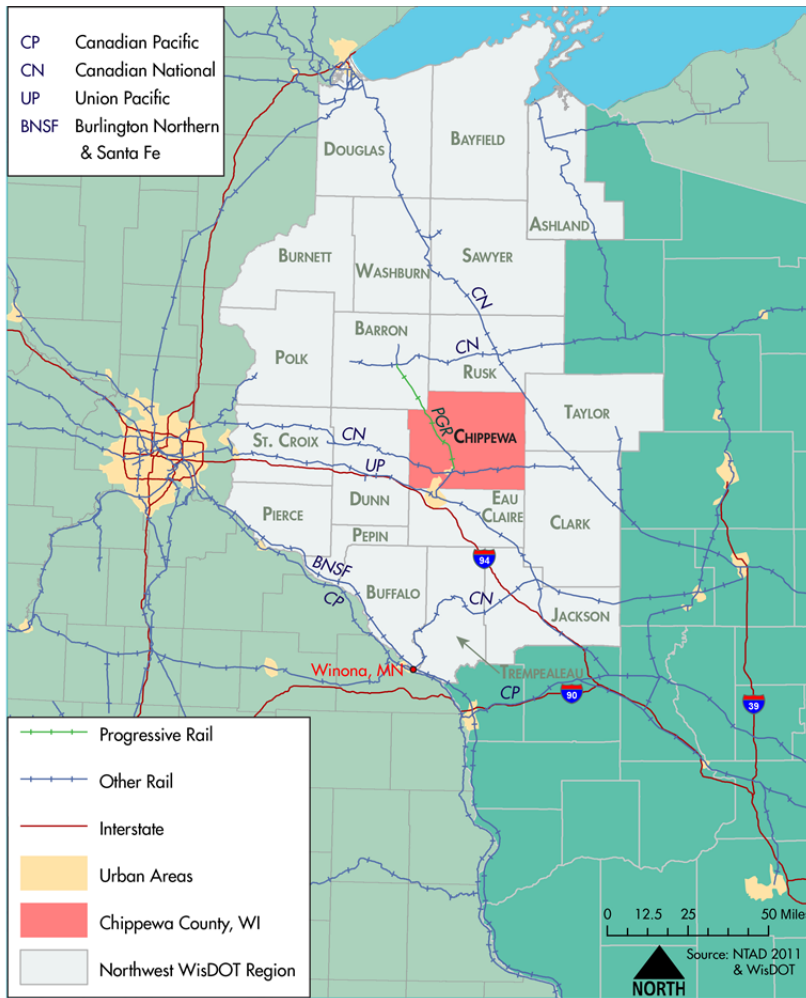 CP Canadian Pacific
CN Canadian National
UP Union Pacific
BNSF Burlington Northern
& Santa Fe
DOUGLAS
BAYFIELD
ASHLAND
BURNETT
WASHBURN
SAWYER
CN
BARRON
CN
POLK
RUSK
PGR
CHIPPEWA
TAYLOR
ST. CROIX
CN
UP
DUNN
EAU
CLAIRE
PIERCE
CLARK
PEPIN
BNSF
94
CP
BUFFALO
CN
JACKSON
Winona, MN
TREMPEALEAU
CP
90
39
Progressive Rail
Other Rail
Interstate
Urban Areas
Chippewa County, WI
Northwest WisDOT Region
0 12.5 25 50 Miles
Source: NTAD 2011
& WisDOT
NORTH